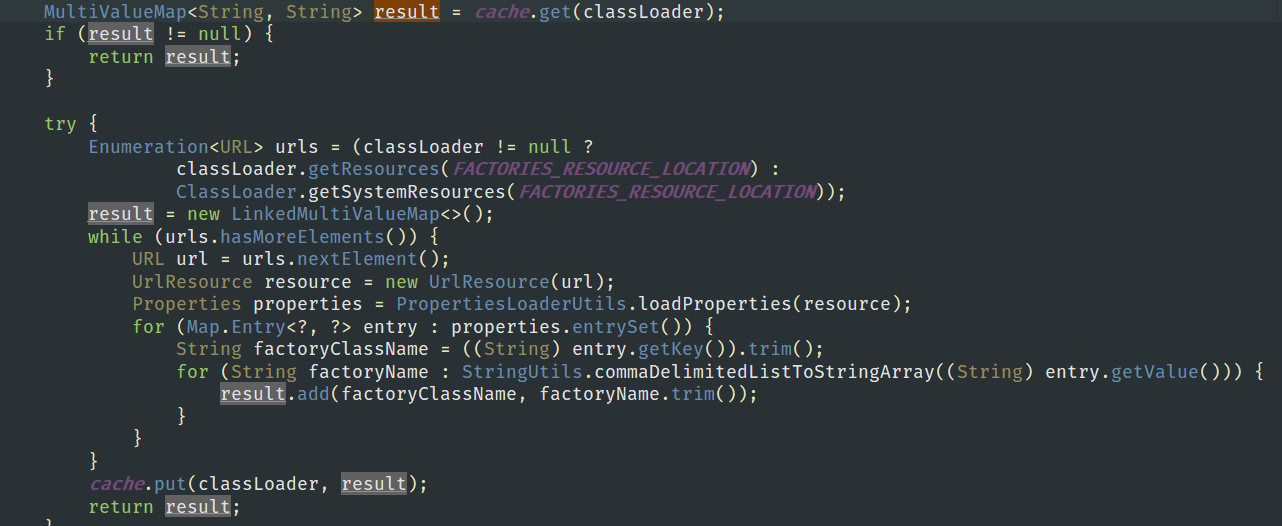 MultiValueMap<String, String> result = cache.get(classLoader);
if (result != null) {
    return result;
}

try {
    Enumeration<URL> urls = (classLoader != null ?
            classLoader.getResources(FACTORIES_RESOURCE_LOCATION) :
            ClassLoader.getSystemResources(FACTORIES_RESOURCE_LOCATION));
    result = new LinkedMultiValueMap<>();
    while (urls.hasMoreElements()) {
        URL url = urls.nextElement();
        UrlResource resource = new UrlResource(url);
        Properties properties = PropertiesLoaderUtils.loadProperties(resource);
        for (Map.Entry<?, ?> entry : properties.entrySet()) {
            String factoryClassName = ((String) entry.getKey()).trim();
            for (String factoryName : StringUtils.commaDelimitedListToStringArray((String) entry.getValue())) {
                result.add(factoryClassName, factoryName.trim());
            }
        }
    }
    cache.put(classLoader, result);
    return result;
}